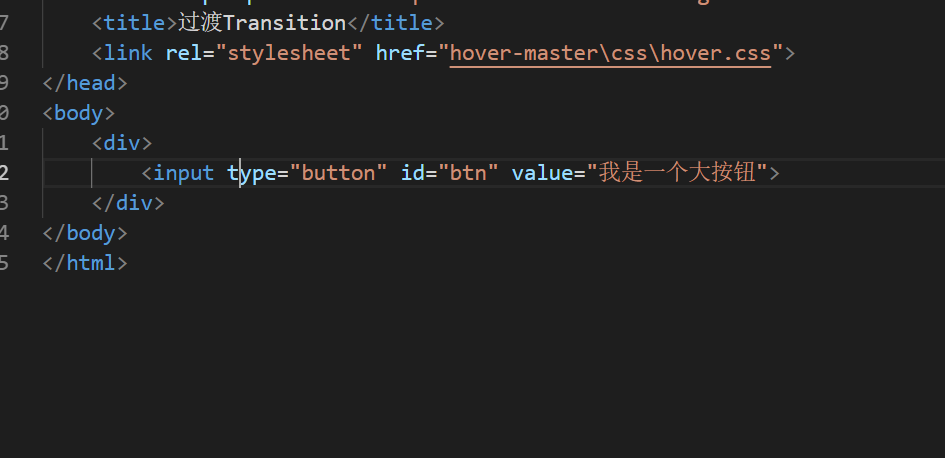 7 <title>过渡Transition</title>
8 <link rel="stylesheet" href="hover-master\css\hover.css">
9 </head>
0 <body>
1 <div>
2 <input type="button" id="btn" value="我是一个大按钮">
3 </div>
4 </body>
5 </html>